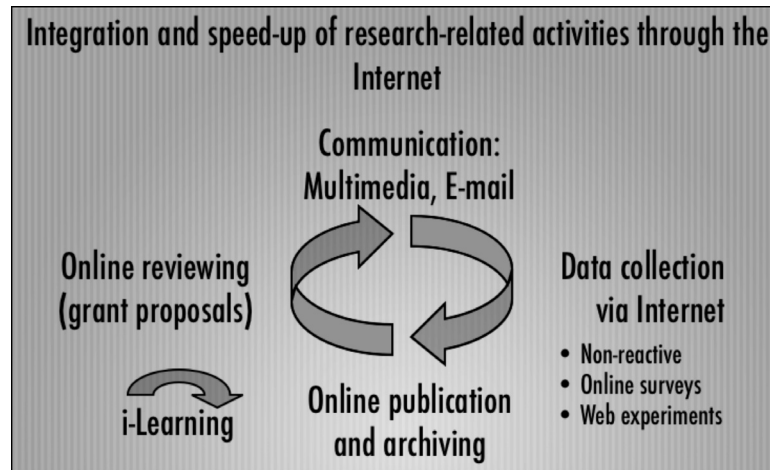 Integration and speed-up of research-related activities through the
Internet
Communication:
Multimedia, E-mail
Online reviewing
(grant proposals)
Data collection
via Internet
• Non-reactive
• Online surveys
• Web experiments
i-Learning
Online publication
and archiving